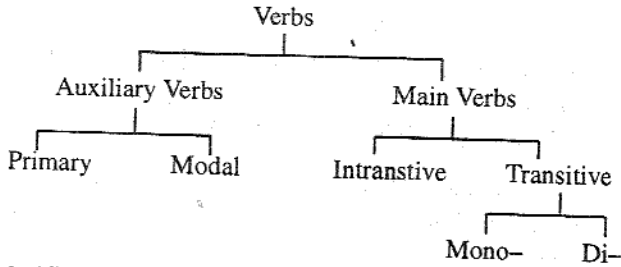 Verbs
Auxiliary Verbs Main Verbs
Primary Modal Intranstive Transitive
Mono– Di–